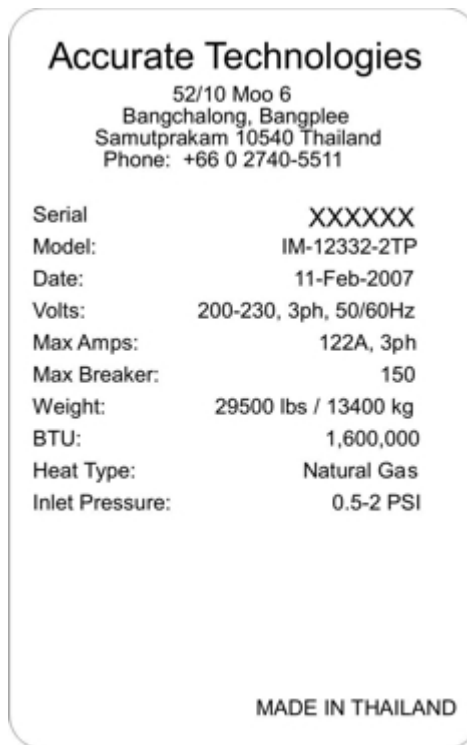 Accurate Technologies
52/10 Moo 6
Bangchalong, Bangplee
Samutprakam 10540 Thailand
Phone: +66 0 2740-5511
Serial XXXXXX
Model: IM-12332-2TP
Date: 11-Feb-2007
Volts: 200-230, 3ph, 50/60Hz
Max Amps: 122A, 3ph
Max Breaker: 150
Weight: 29500 lbs / 13400 kg
BTU: 1,600,000
Heat Type: Natural Gas
Inlet Pressure: 0.5-2 PSI
MADE IN THAILAND